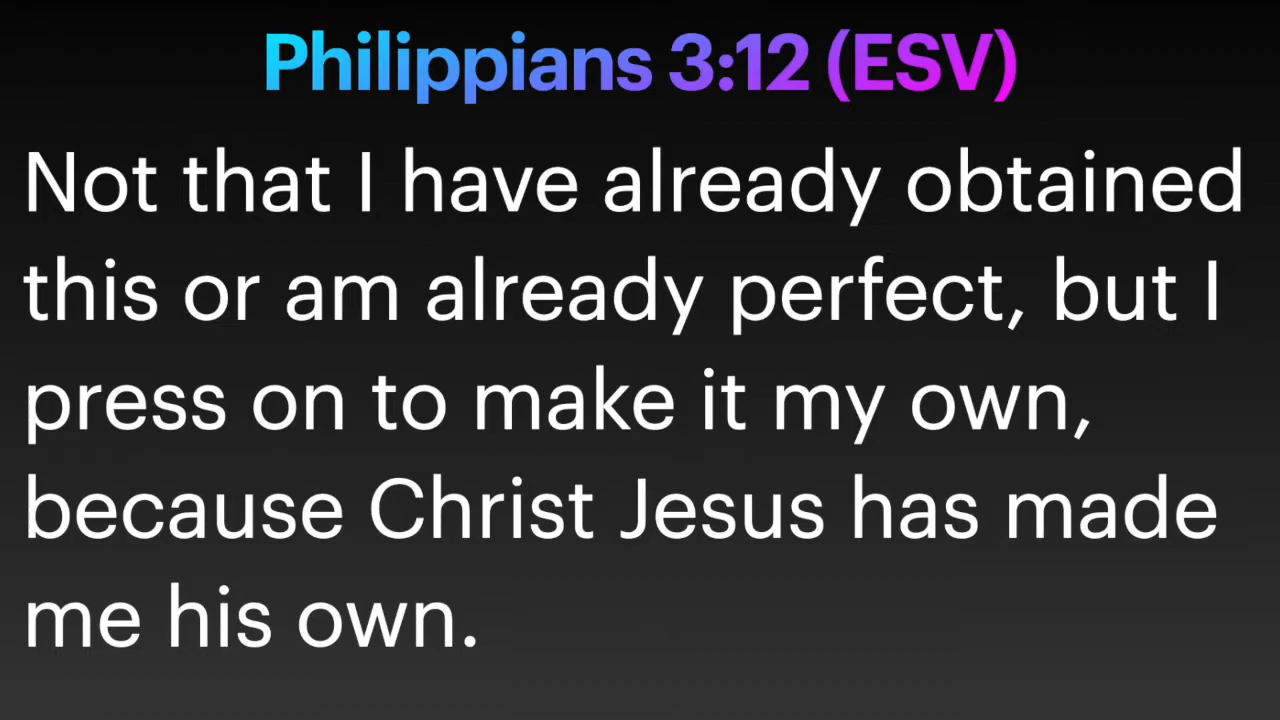 Philippians 3:12 (ESV)
Not that I have already obtained
this or am already perfect, but I
press on to make it my own,
because Christ Jesus has made
me his own.